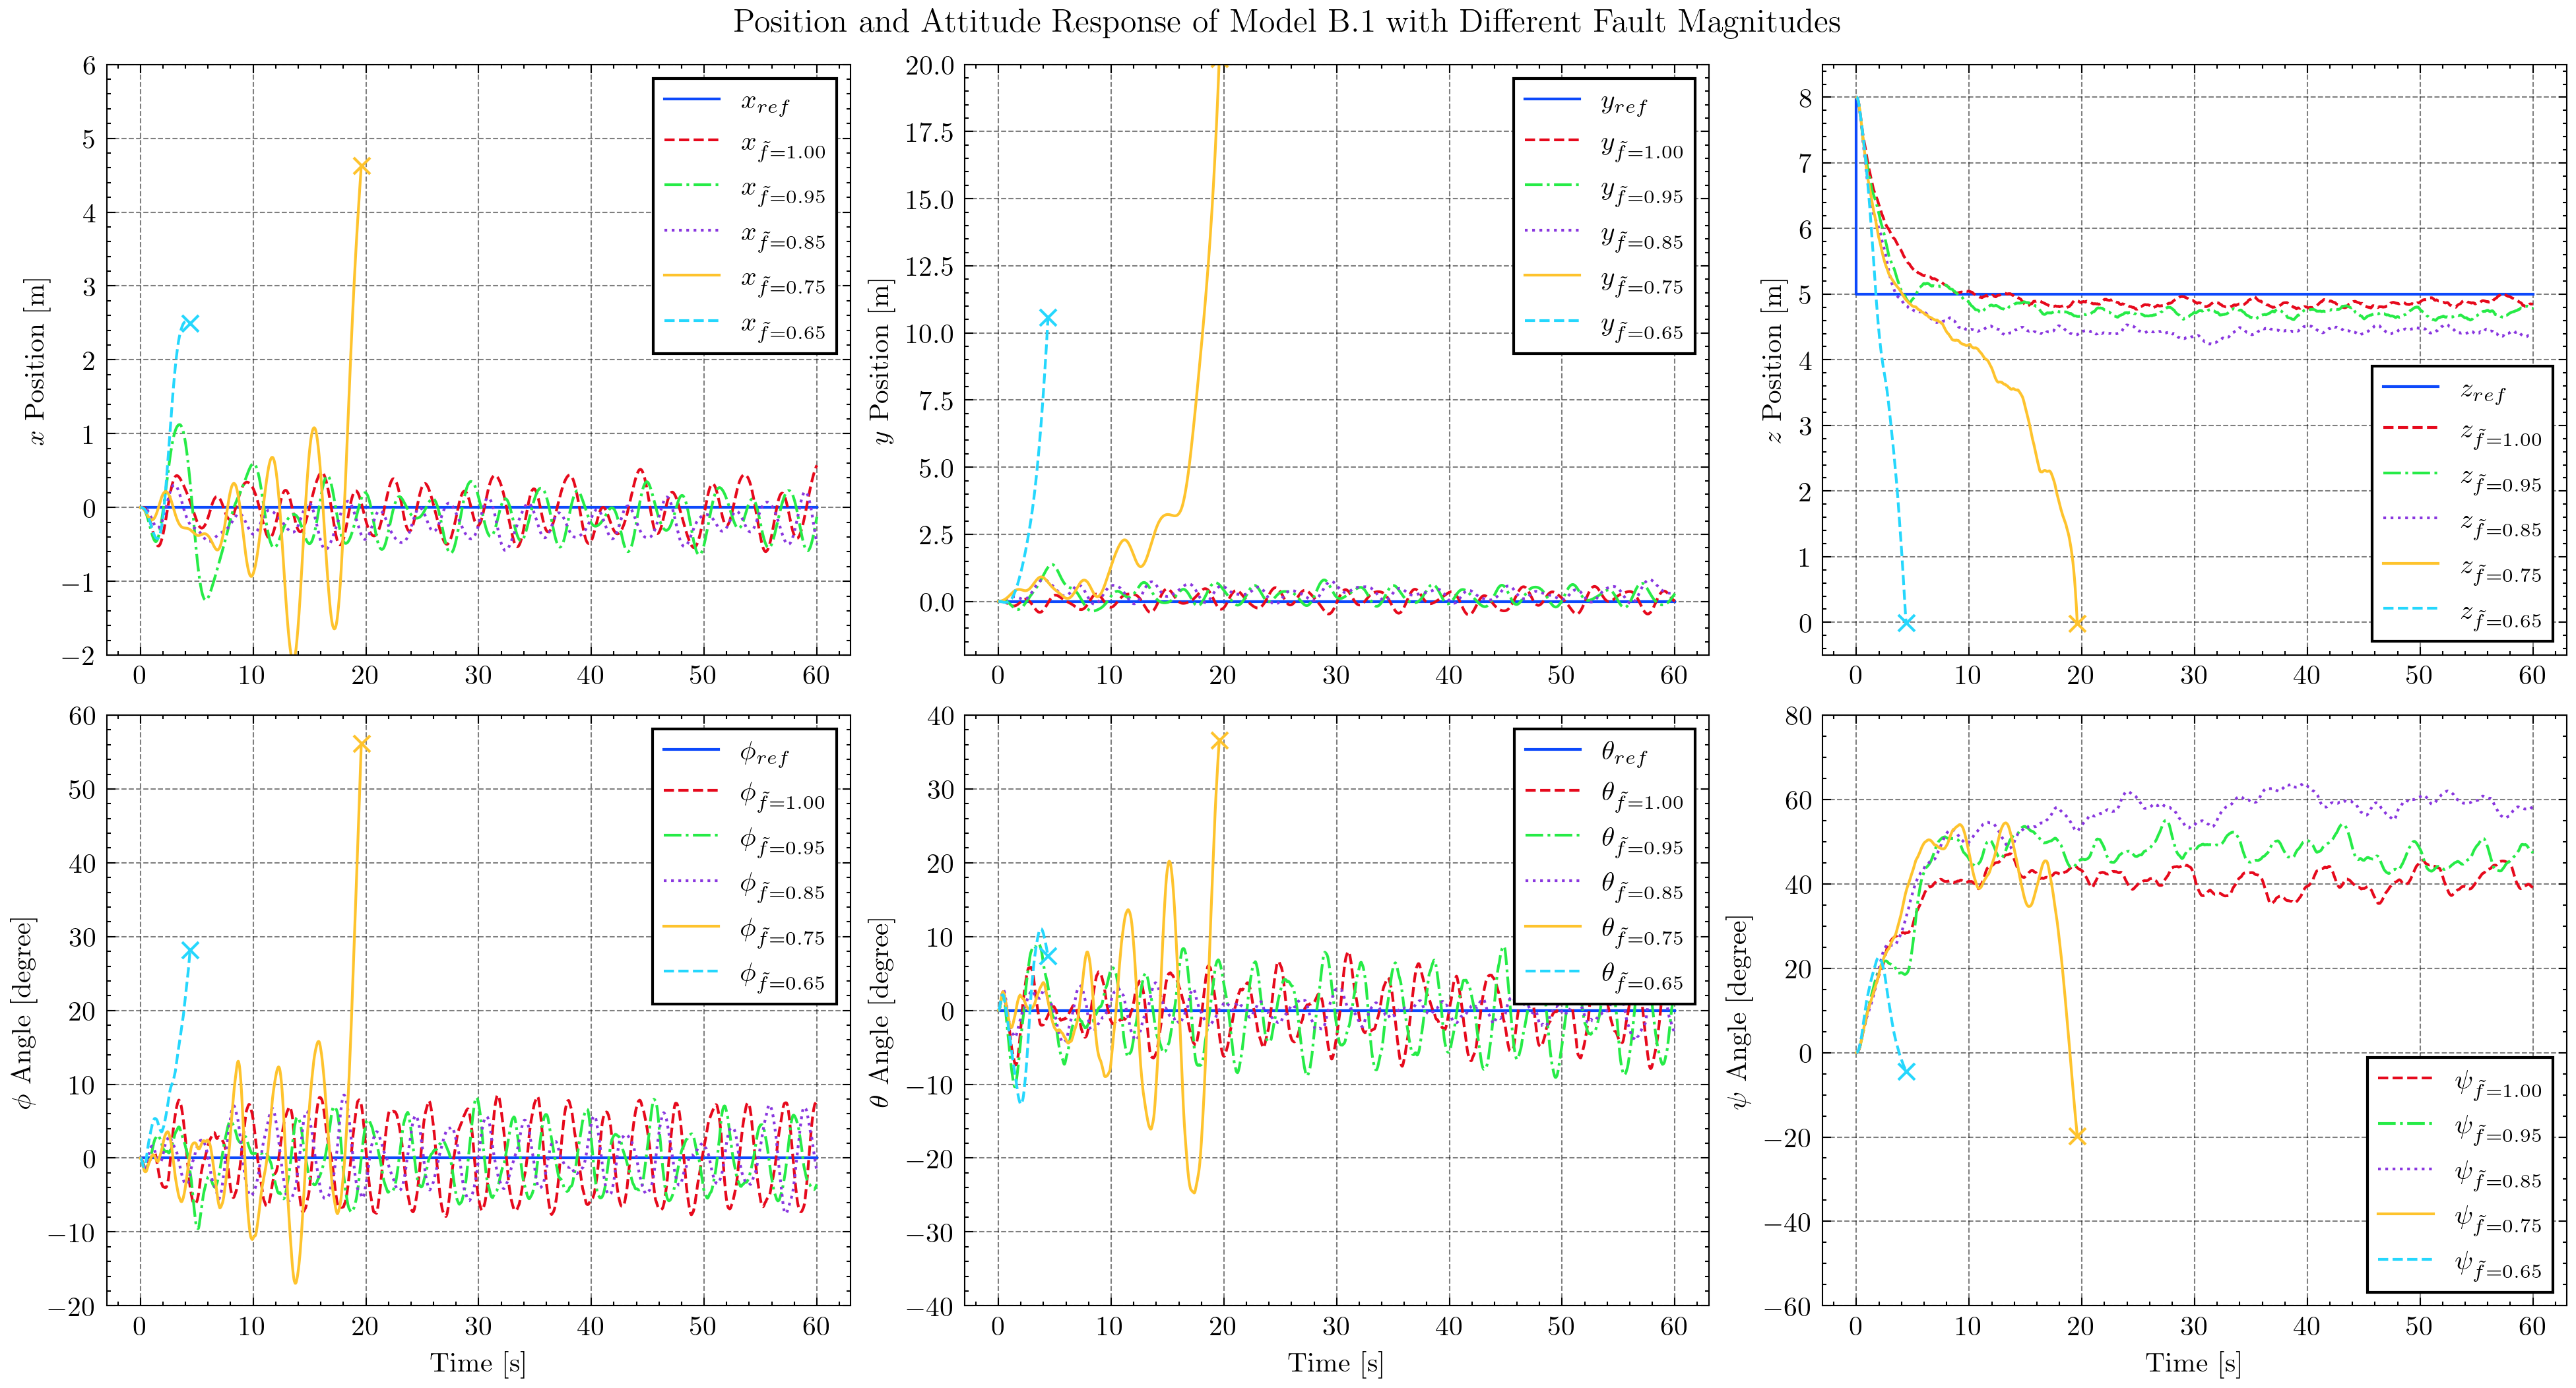 Position and Attitude Response of Model B.1 with Different Fault Magnitudes
6
5
4
3
2
1
0
−1
−2
x Position [m]
0 10 20 30 40 50 60
x_ref
x_f̃=1.00
x_f̃=0.95
x_f̃=0.85
x_f̃=0.75
x_f̃=0.65
20.0
17.5
15.0
12.5
10.0
7.5
5.0
2.5
0.0
y Position [m]
0 10 20 30 40 50 60
y_ref
y_f̃=1.00
y_f̃=0.95
y_f̃=0.85
y_f̃=0.75
y_f̃=0.65
8
7
6
5
4
3
2
1
0
z Position [m]
0 10 20 30 40 50 60
z_ref
z_f̃=1.00
z_f̃=0.95
z_f̃=0.85
z_f̃=0.75
z_f̃=0.65
60
50
40
30
20
10
0
−10
−20
ϕ Angle [degree]
0 10 20 30 40 50 60
Time [s]
ϕ_ref
ϕ_f̃=1.00
ϕ_f̃=0.95
ϕ_f̃=0.85
ϕ_f̃=0.75
ϕ_f̃=0.65
40
30
20
10
0
−10
−20
−30
−40
θ Angle [degree]
0 10 20 30 40 50 60
Time [s]
θ_ref
θ_f̃=1.00
θ_f̃=0.95
θ_f̃=0.85
θ_f̃=0.75
θ_f̃=0.65
80
60
40
20
0
−20
−40
−60
ψ Angle [degree]
0 10 20 30 40 50 60
Time [s]
ψ_f̃=1.00
ψ_f̃=0.95
ψ_f̃=0.85
ψ_f̃=0.75
ψ_f̃=0.65